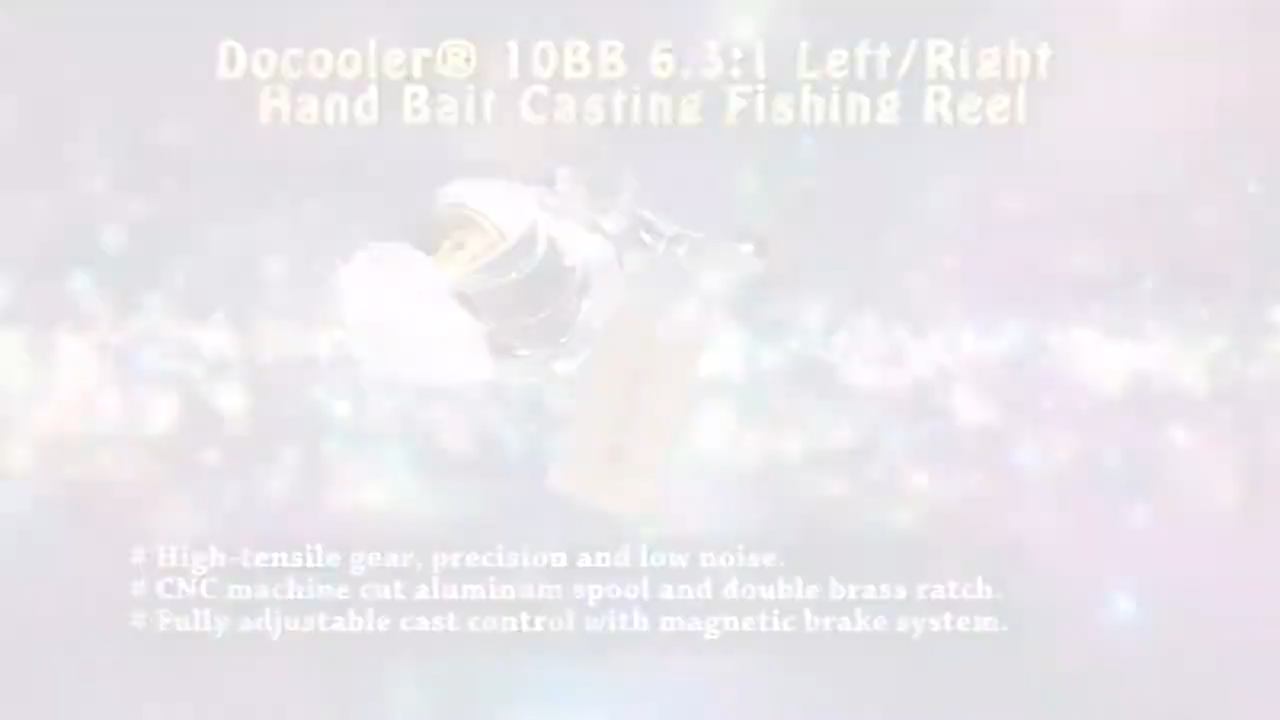 Docooler® 10BB 6.3:1 Left/Right
Hand Bait Casting Fishing Reel
# High-tensile gear, precision and low noise.
# CNC machine cut aluminum spool and double brass ratch.
# Fully adjustable cast control with magnetic brake system.